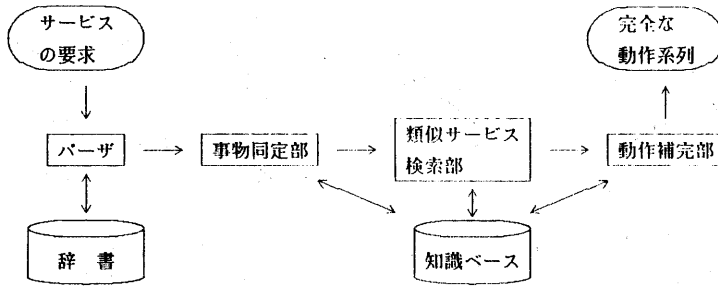 サービス
の要求
完全な
動作系列
パーザ
事物同定部
類似サービス
検索部
動作補完部
辞 書
知識ベース